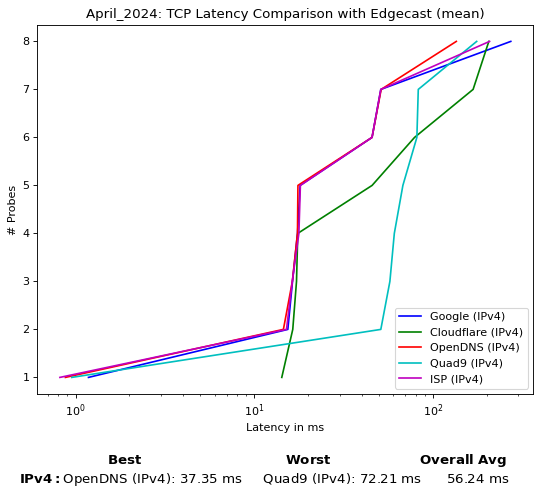 April_2024: TCP Latency Comparison with Edgecast (mean)
# Probes
8
7
6
5
4
3
2
1
Google (IPv4)
Cloudflare (IPv4)
OpenDNS (IPv4)
Quad9 (IPv4)
ISP (IPv4)
10⁰ 10¹ 10²
Latency in ms
Best Worst Overall Avg
IPv4: OpenDNS (IPv4): 37.35 ms Quad9 (IPv4): 72.21 ms 56.24 ms